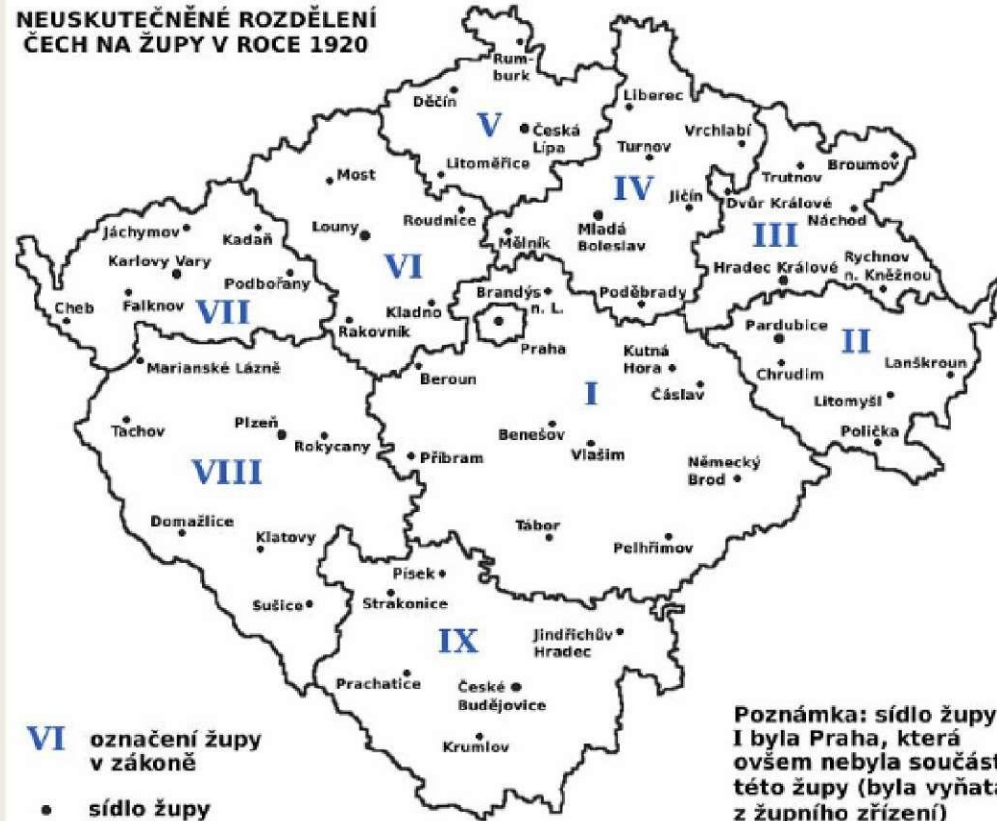 NEUSKUTEČNĚNÉ ROZDĚLENÍ
ČECH NA ŽUPY V ROCE 1920
Rum-
burk
Děčín
V
Česká
Lípa
Litoměřice
Liberec
Vrchlabí
Turnov
IV
Jičín
Mladá
Boleslav
Mělník
Poděbrady
Trutnov
Broumov
Dvůr Králové
Náchod
III
Hradec Králové
Rychnov
n. Kněžnou
Most
Louny
Roudnice
VI
Kladno
Rakovník
Jáchymov
Kadaň
Karlovy Vary
Podbořany
Cheb
Falknov
VII
Brandýs
n. L.
Praha
Beroun
Kutná
Hora
Čáslav
I
Benešov
Vlašim
Příbram
Německý
Brod
Tábor
Pelhřimov
Pardubice
II
Chrudim
Lanškroun
Litomyšl
Polička
Marianské Lázně
Tachov
Plzeň
Rokycany
VIII
Domažlice
Klatovy
Sušice
Písek
Strakonice
IX
Jindřichův
Hradec
Prachatice
České
Budějovice
Krumlov
VI označení župy
v zákoně
sídlo župy
Poznámka: sídlo župy
I byla Praha, která
ovšem nebyla součást
této župy (byla vyňata
z župního zřízení)